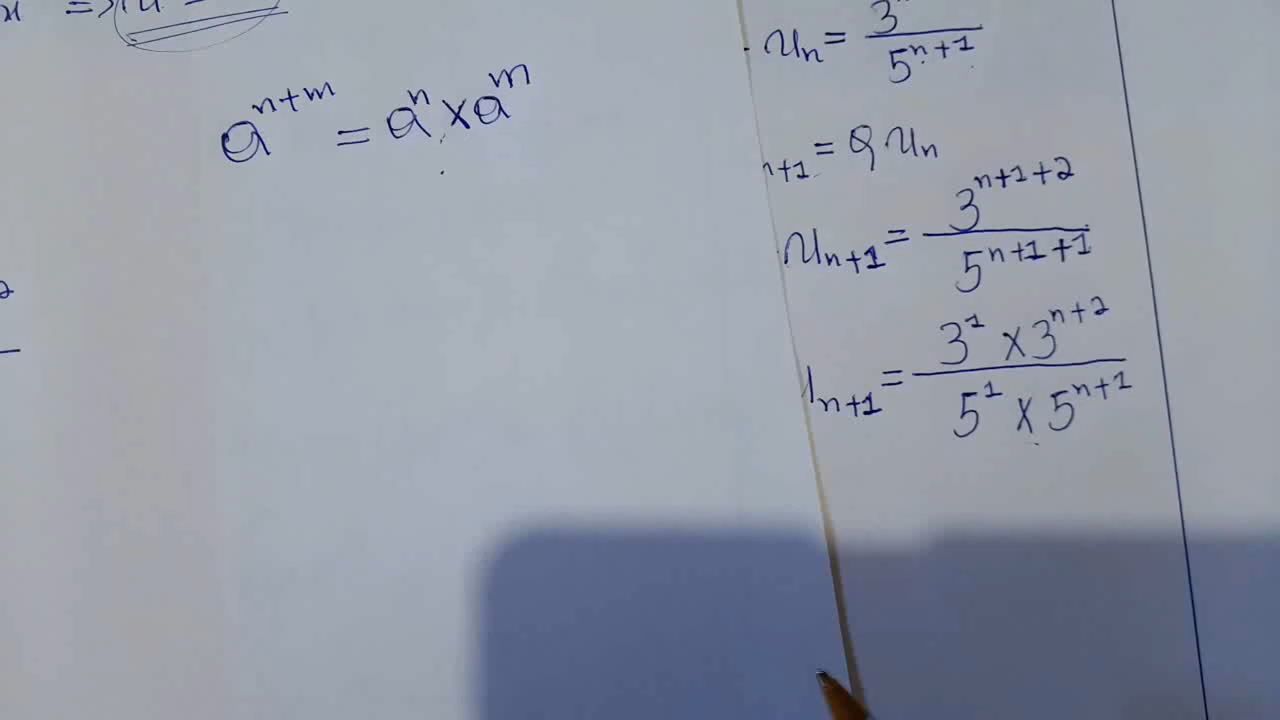 a^{n+m} = a^n × a^m
u_n = 3 / 5^{n+1}
n+1 = q u_n
u_{n+1} = 3^{n+1+2} / 5^{n+1+1}
n+1 = 3^1 × 3^{n+2} / 5^1 × 5^{n+1}